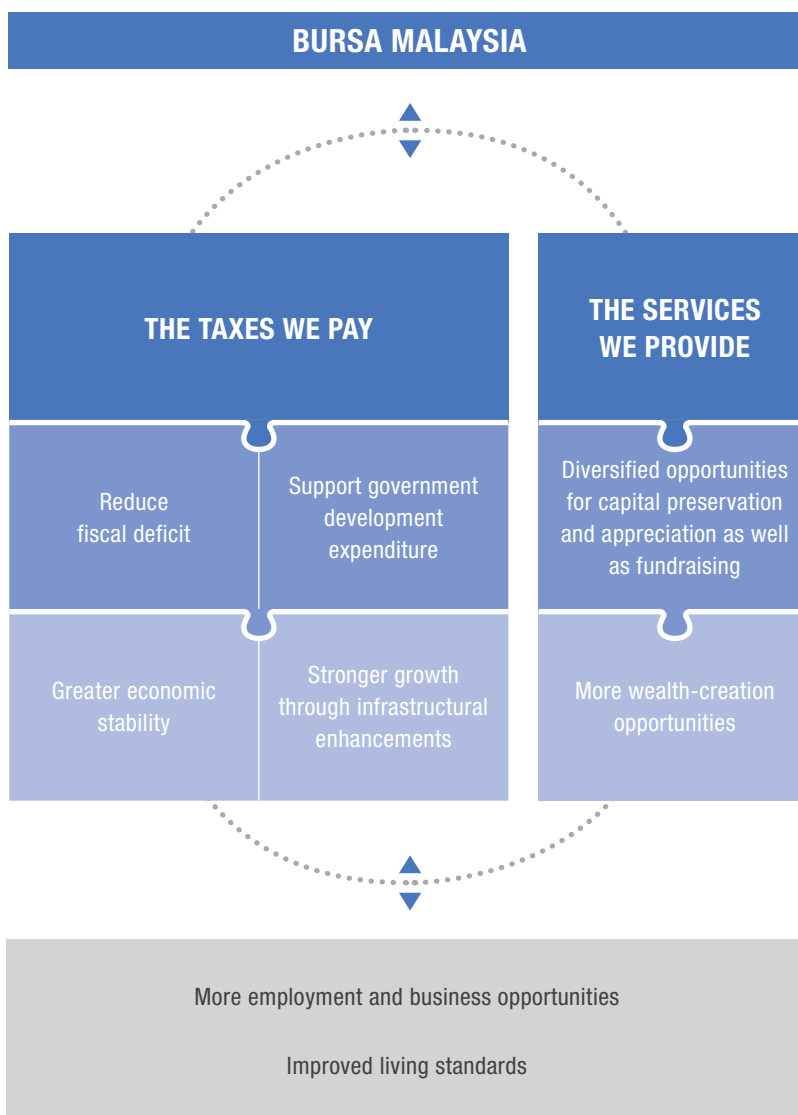 BURSA MALAYSIA
THE TAXES WE PAY
THE SERVICES
WE PROVIDE
Reduce
fiscal deficit
Support government
development
expenditure
Diversified opportunities
for capital preservation
and appreciation as well
as fundraising
Greater economic
stability
Stronger growth
through infrastructural
enhancements
More wealth-creation
opportunities
More employment and business opportunities
Improved living standards